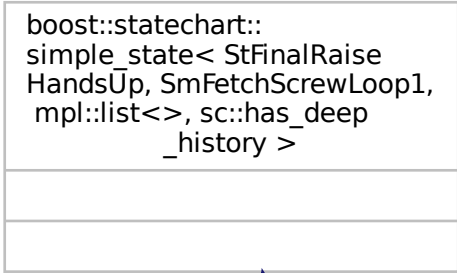 boost::statechart::
simple_state< StFinalRaise
HandsUp, SmFetchScrewLoop1,
mpl::list<>, sc::has_deep
_history >